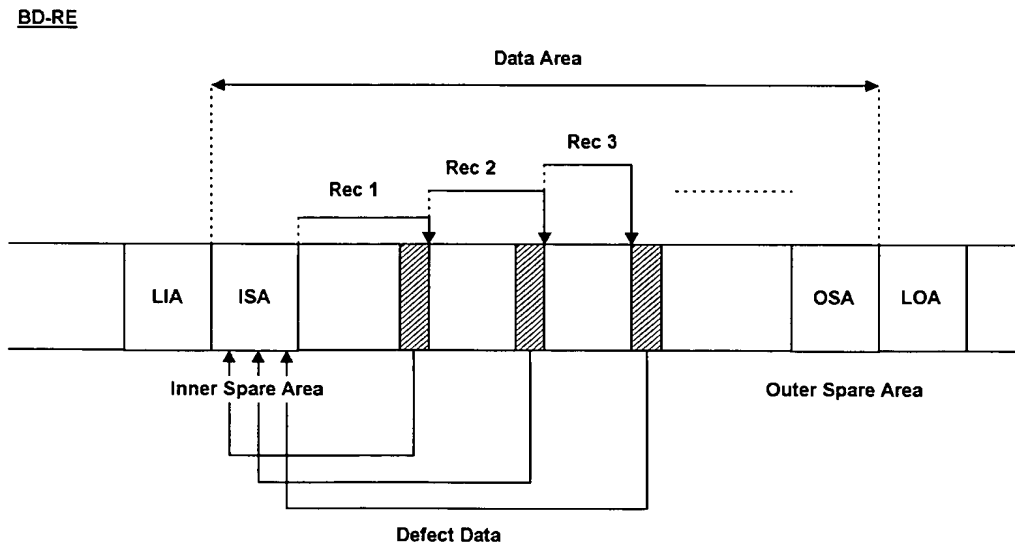 BD-RE
Data Area
Rec 3
Rec 2
Rec 1
LIA
ISA
OSA
LOA
Inner Spare Area
Outer Spare Area
Defect Data